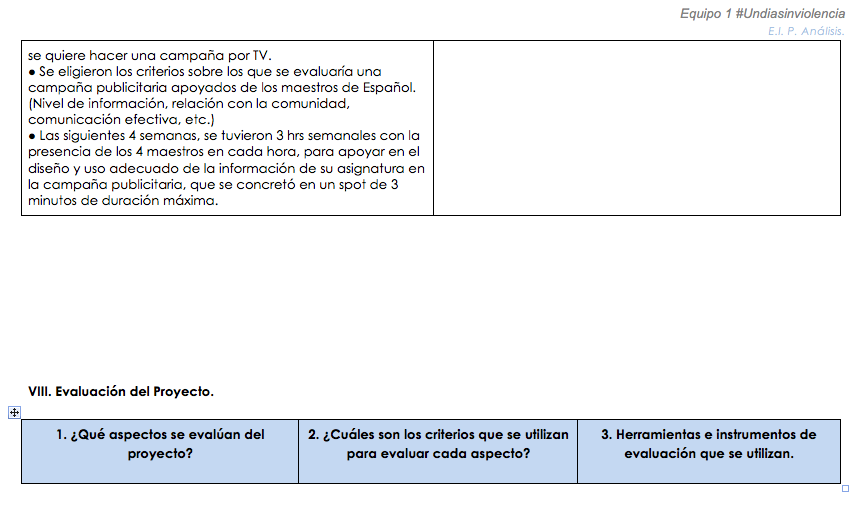 Equipo 1 #Undiasinviolencia
E.I. P. Análisis.
se quiere hacer una campaña por TV.
● Se eligieron los criterios sobre los que se evaluaría una
campaña publicitaria apoyados de los maestros de Español.
(Nivel de información, relación con la comunidad,
comunicación efectiva, etc.)
● Las siguientes 4 semanas, se tuvieron 3 hrs semanales con la
presencia de los 4 maestros en cada hora, para apoyar en el
diseño y uso adecuado de la información de su asignatura en
la campaña publicitaria, que se concretó en un spot de 3
minutos de duración máxima.
VIII. Evaluación del Proyecto.
1. ¿Qué aspectos se evalúan del
proyecto?
2. ¿Cuáles son los criterios que se utilizan
para evaluar cada aspecto?
3. Herramientas e instrumentos de
evaluación que se utilizan.